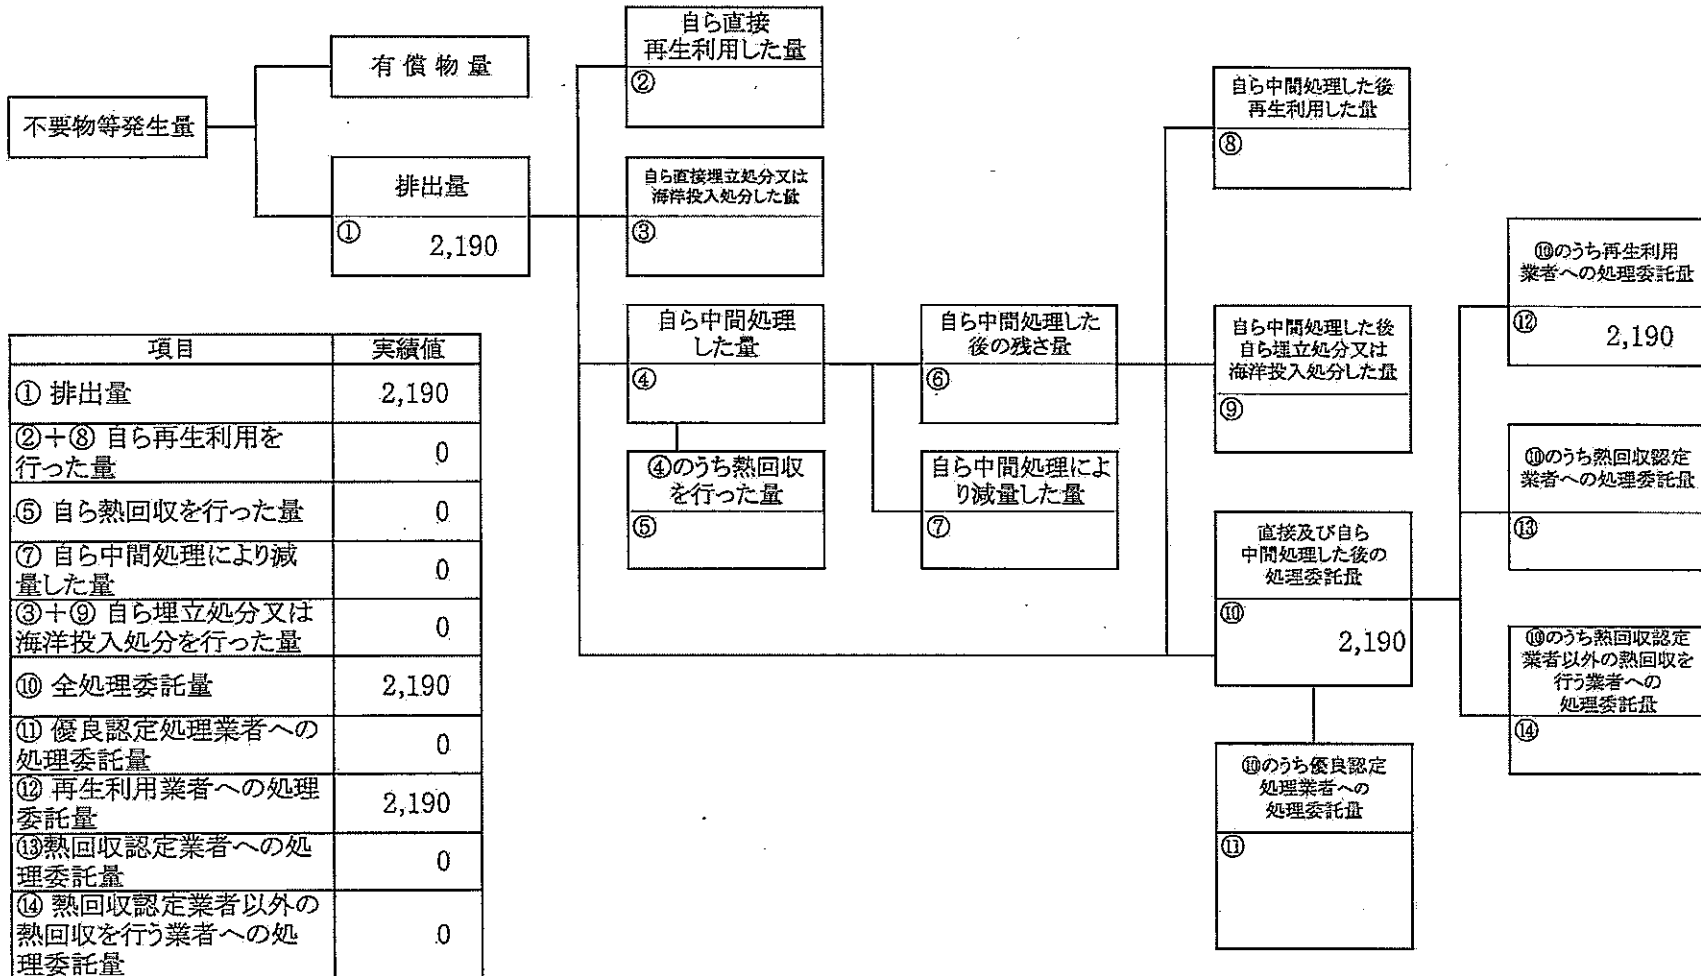 不要物等発生量
有償物量
排出量
①
2,190
自ら直接
再生利用した量
②
自ら直接埋立処分又は
海洋投入処分した量
③
自ら中間処理
した量
④
④のうち熱回収
を行った量
⑤
自ら中間処理した
後の残さ量
⑥
自ら中間処理によ
り減量した量
⑦
自ら中間処理した後
再生利用した量
⑧
自ら中間処理した後
自ら埋立処分又は
海洋投入処分した量
⑨
直接及び自ら
中間処理した後の
処理委託量
⑩
2,190
⑩のうち優良認定
処理業者への
処理委託量
⑪
⑩のうち再生利用
業者への処理委託量
⑫
2,190
⑩のうち熱回収認定
業者への処理委託量
⑬
⑩のうち熱回収認定
業者以外の熱回収を
行う業者への
処理委託量
⑭
項目 実績値
① 排出量 2,190
②+⑧ 自ら再生利用を
行った量 0
⑤ 自ら熱回収を行った量 0
⑦ 自ら中間処理により減
量した量 0
③+⑨ 自ら埋立処分又は
海洋投入処分を行った量 0
⑩ 全処理委託量 2,190
⑪ 優良認定処理業者への
処理委託量 0
⑫ 再生利用業者への処理
委託量 2,190
⑬熱回収認定業者への処
理委託量 0
⑭ 熱回収認定業者以外の
熱回収を行う業者への処
理委託量 0